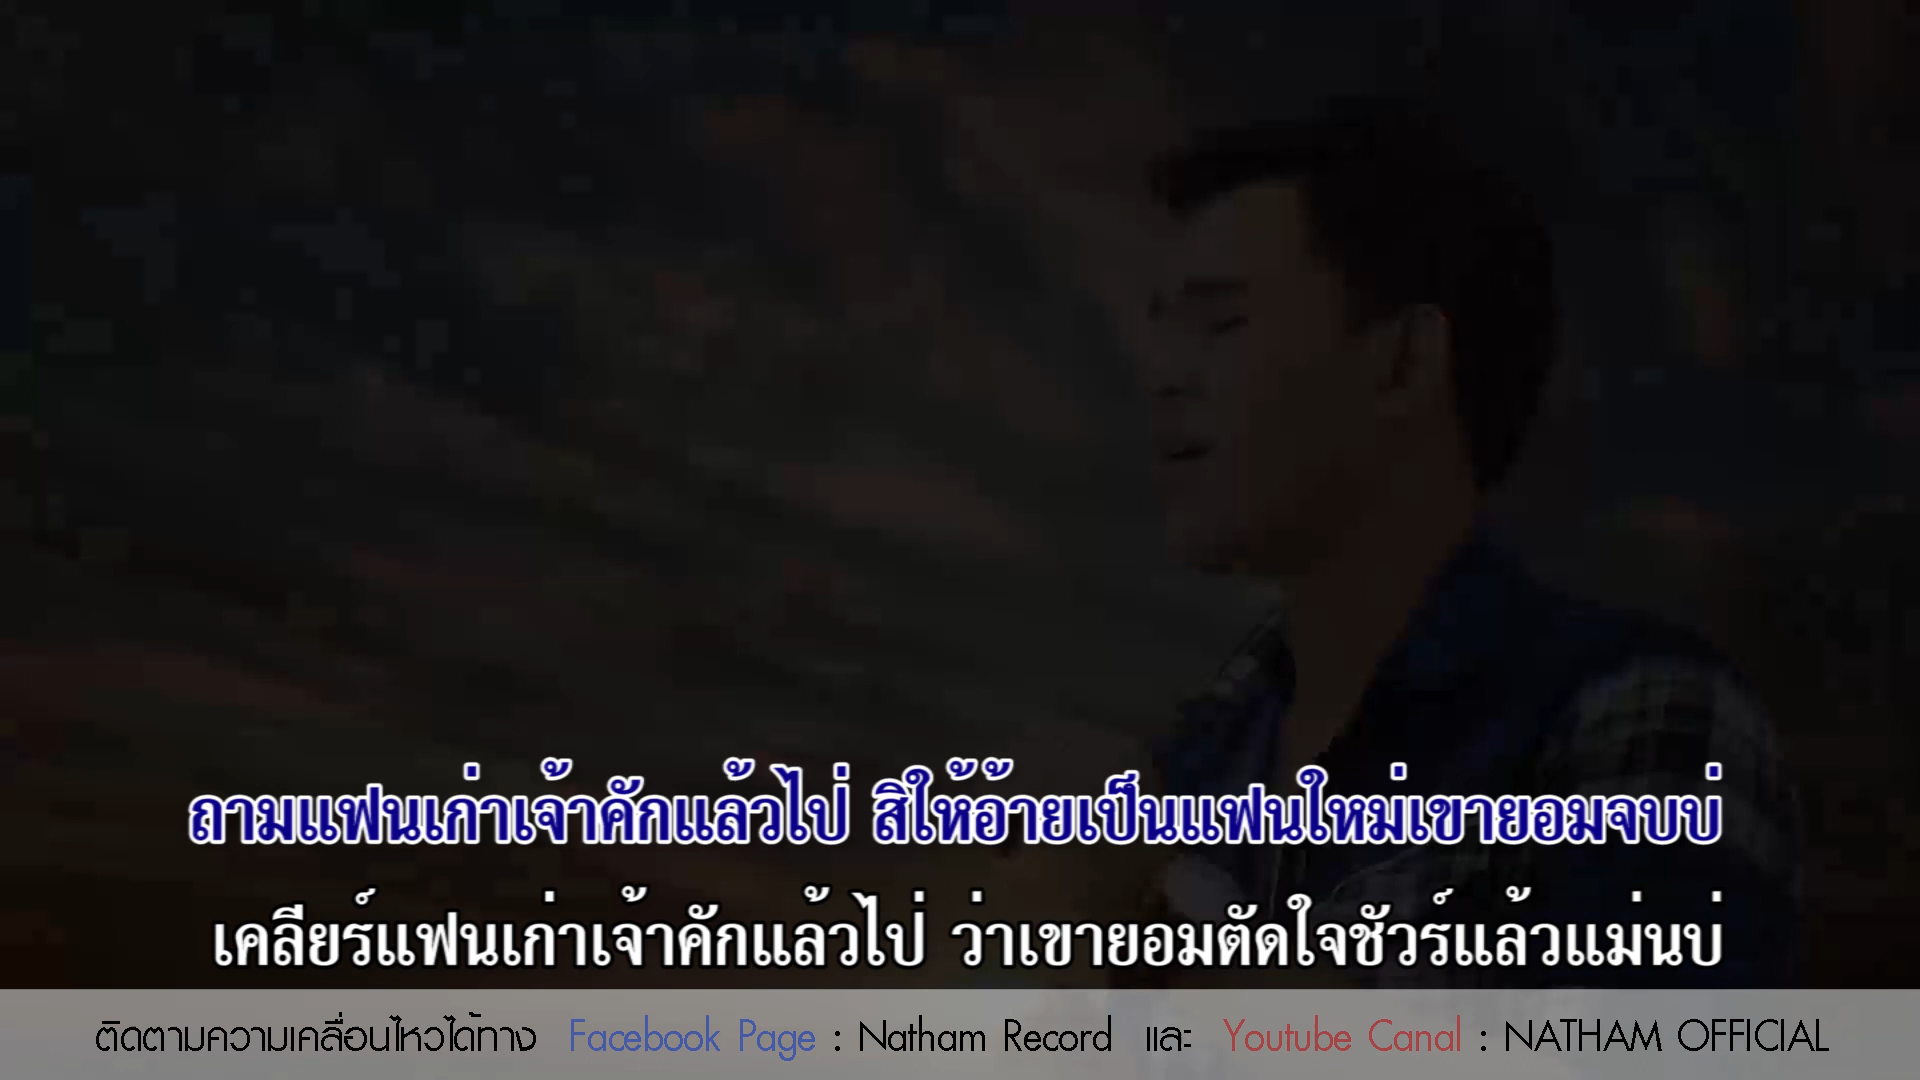 ถามแฟนเก่าเจ้าคักแล้วไป่ สิให้อ้ายเป็นแฟนใหม่เขายอมจบบ่
เคลียร์แฟนเก่าเจ้าคักแล้วไป่ ว่าเขายอมตัดใจชัวร์แล้วแม่นบ่
ติดตามความเคลื่อนไหวได้ทาง Facebook Page : Natham Record และ Youtube Canal : NATHAM OFFICIAL